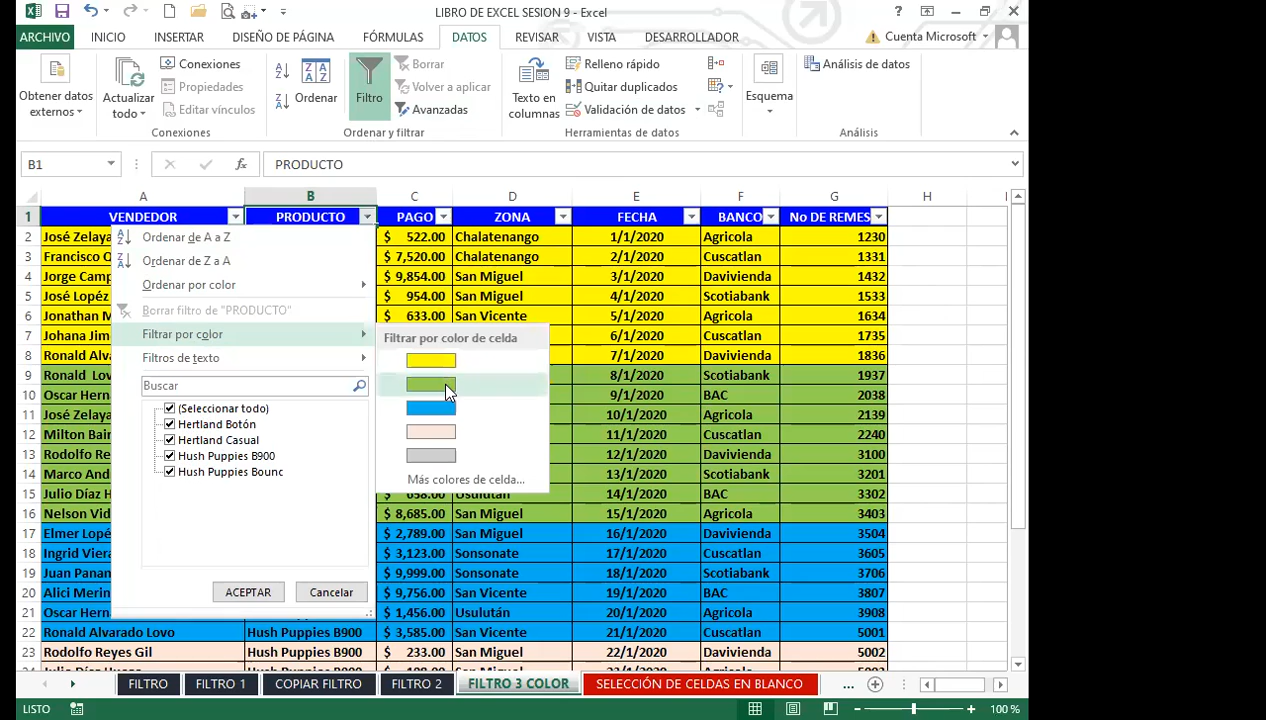 LIBRO DE EXCEL SESION 9 - Excel
ARCHIVO INICIO INSERTAR DISEÑO DE PÁGINA FÓRMULAS DATOS REVISAR VISTA DESARROLLADOR Cuenta Microsoft
Obtener datos externos
Actualizar todo
Conexiones
Propiedades
Editar vínculos
Conexiones
Ordenar
Filtro
Borrar
Volver a aplicar
Avanzadas
Ordenar y filtrar
Texto en columnas
Relleno rápido
Quitar duplicados
Validación de datos
Herramientas de datos
Esquema
Análisis de datos
Análisis
B1 fx PRODUCTO
A B C D E F G H
1 VENDEDOR PRODUCTO PAGO ZONA FECHA BANCO No DE REMES
2 José Zelaya $ 522.00 Chalatenango 1/1/2020 Agricola 1230
3 Francisco $ 7,520.00 Chalatenango 2/1/2020 Cuscatlan 1331
4 Jorge Camp $ 9,854.00 San Miguel 3/1/2020 Davivienda 1432
5 José Lopéz $ 954.00 San Miguel 4/1/2020 Scotiabank 1533
6 Jonathan M $ 633.00 San Vicente 5/1/2020 Agricola 1634
7 Johana Jim 6/1/2020 Cuscatlan 1735
8 Ronald Alva 7/1/2020 Davivienda 1836
9 Ronald Lov 8/1/2020 Scotiabank 1937
10 Oscar Herna 9/1/2020 BAC 2038
11 José Zelaya 10/1/2020 Agricola 2139
12 Milton Bair 11/1/2020 Cuscatlan 2240
13 Rodolfo Re 12/1/2020 Davivienda 3100
14 Marco And 13/1/2020 Scotiabank 3201
15 Julio Díaz H Usulután 14/1/2020 BAC 3302
16 Nelson Vid $ 8,685.00 San Miguel 15/1/2020 Agricola 3403
17 Elmer Lopé $ 2,789.00 San Miguel 16/1/2020 Davivienda 3504
18 Ingrid Viera $ 3,123.00 Sonsonate 17/1/2020 Cuscatlan 3605
19 Juan Panan $ 9,999.00 Sonsonate 18/1/2020 Scotiabank 3706
20 Alici Merin $ 9,756.00 San Vicente 19/1/2020 BAC 3807
21 Oscar Herna $ 1,456.00 Usulután 20/1/2020 Agricola 3908
22 Ronald Alvarado Lovo Hush Puppies B900 $ 3,585.00 San Vicente 21/1/2020 Cuscatlan 5001
23 Rodolfo Reyes Gil Hush Puppies B900 $ 233.00 San Miguel 22/1/2020 Davivienda 5002
Ordenar de A a Z
Ordenar de Z a A
Ordenar por color
Borrar filtro de "PRODUCTO"
Filtrar por color
Filtros de texto
Buscar
(Seleccionar todo)
Hertland Botón
Hertland Casual
Hush Puppies B900
Hush Puppies Bounc
ACEPTAR Cancelar
Filtrar por color de celda
Más colores de celda...
FILTRO FILTRO 1 COPIAR FILTRO FILTRO 2 FILTRO 3 COLOR SELECCIÓN DE CELDAS EN BLANCO ...
LISTO 100 %